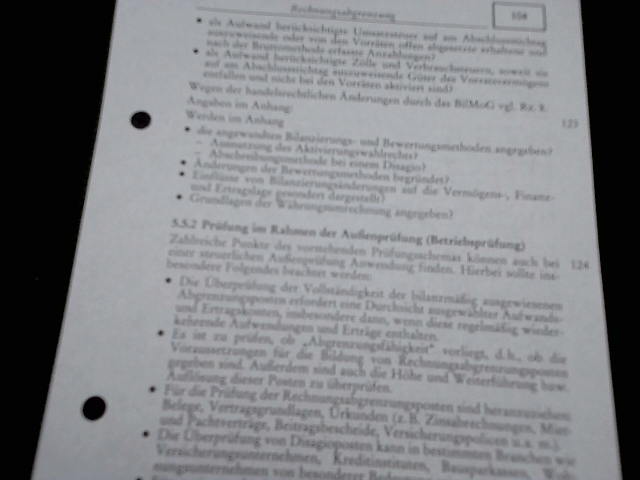 Rechnungsabgrenzung
108
• als Aufwand berücksichtigte Umsatzsteuer auf am Abschlussstichtag
auszuweisende oder von den Vorräten offen abgesetzte erhaltene und
nach der Bruttomethode erfasste Anzahlungen?
• als Aufwand berücksichtigte Zölle und Verbrauchsteuern, soweit sie
auf am Abschlussstichtag auszuweisende Güter des Vorratsvermögens
entfallen und nicht bei den Vorräten aktiviert sind?
Wegen der handelsrechtlichen Änderungen durch das BilMoG vgl. Rz. 8.
Angaben im Anhang:
123
Werden im Anhang
• die angewandten Bilanzierungs- und Bewertungsmethoden angegeben?
– Ausnutzung des Aktivierungswahlrechts?
– Abschreibungsmethode bei einem Disagio?
• Änderungen der Bewertungsmethoden begründet?
• Einflüsse von Bilanzierungsänderungen auf die Vermögens-, Finanz-
und Ertragslage gesondert dargestellt?
• Grundlagen der Währungsumrechnung angegeben?
5.5.2 Prüfung im Rahmen der Außenprüfung (Betriebsprüfung)
Zahlreiche Punkte des vorstehenden Prüfungsschemas können auch bei
124
einer steuerlichen Außenprüfung Anwendung finden. Hierbei sollte ins-
besondere Folgendes beachtet werden:
• Die Überprüfung der Vollständigkeit der bilanzmäßig ausgewiesenen
Abgrenzungsposten erfordert eine Durchsicht ausgewählter Aufwands-
und Ertragskonten, insbesondere dann, wenn diese regelmäßig wieder-
kehrende Aufwendungen und Erträge enthalten.
• Es ist zu prüfen, ob „Abgrenzungsfähigkeit" vorliegt, d.h., ob die
Voraussetzungen für die Bildung von Rechnungsabgrenzungsposten
gegeben sind. Außerdem sind auch die Höhe und Weiterführung bzw.
Auflösung dieser Posten zu überprüfen.
• Für die Prüfung der Rechnungsabgrenzungsposten sind heranzuziehen:
Belege, Vertragsgrundlagen, Urkunden (z.B. Zinsabrechnungen, Miet-
und Pachtverträge, Beitragsbescheide, Versicherungspolicen u.a.m.).
• Die Überprüfung von Disagioposten kann in bestimmten Branchen wie
Versicherungsunternehmen, Kreditinstituten, Bausparkassen, Woh-
nungsunternehmen von besonderer